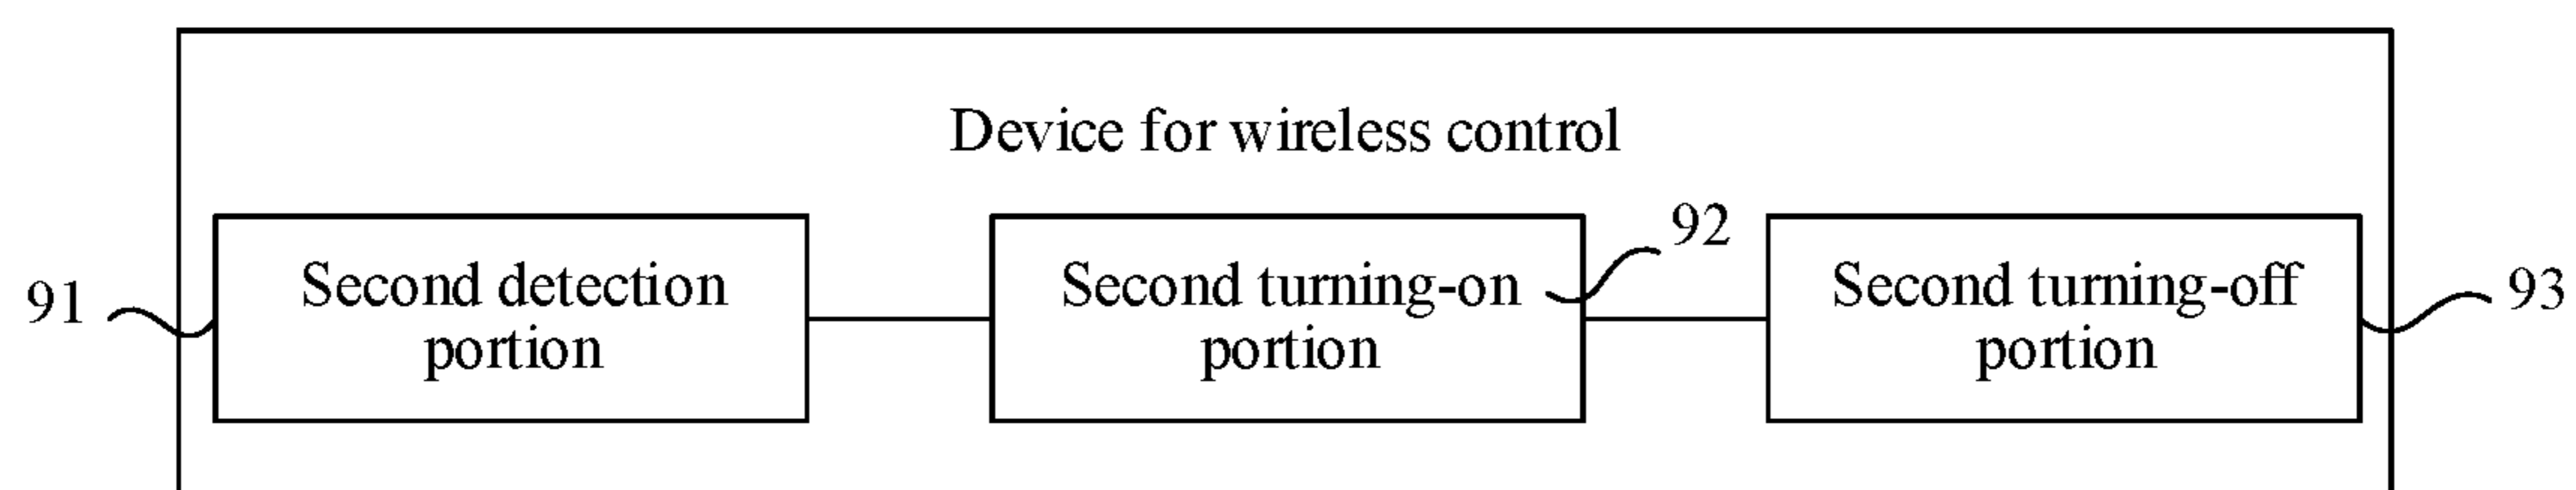 Device for wireless control
92
91
Second detection
portion
Second turning-on
portion
Second turning-off
portion
93